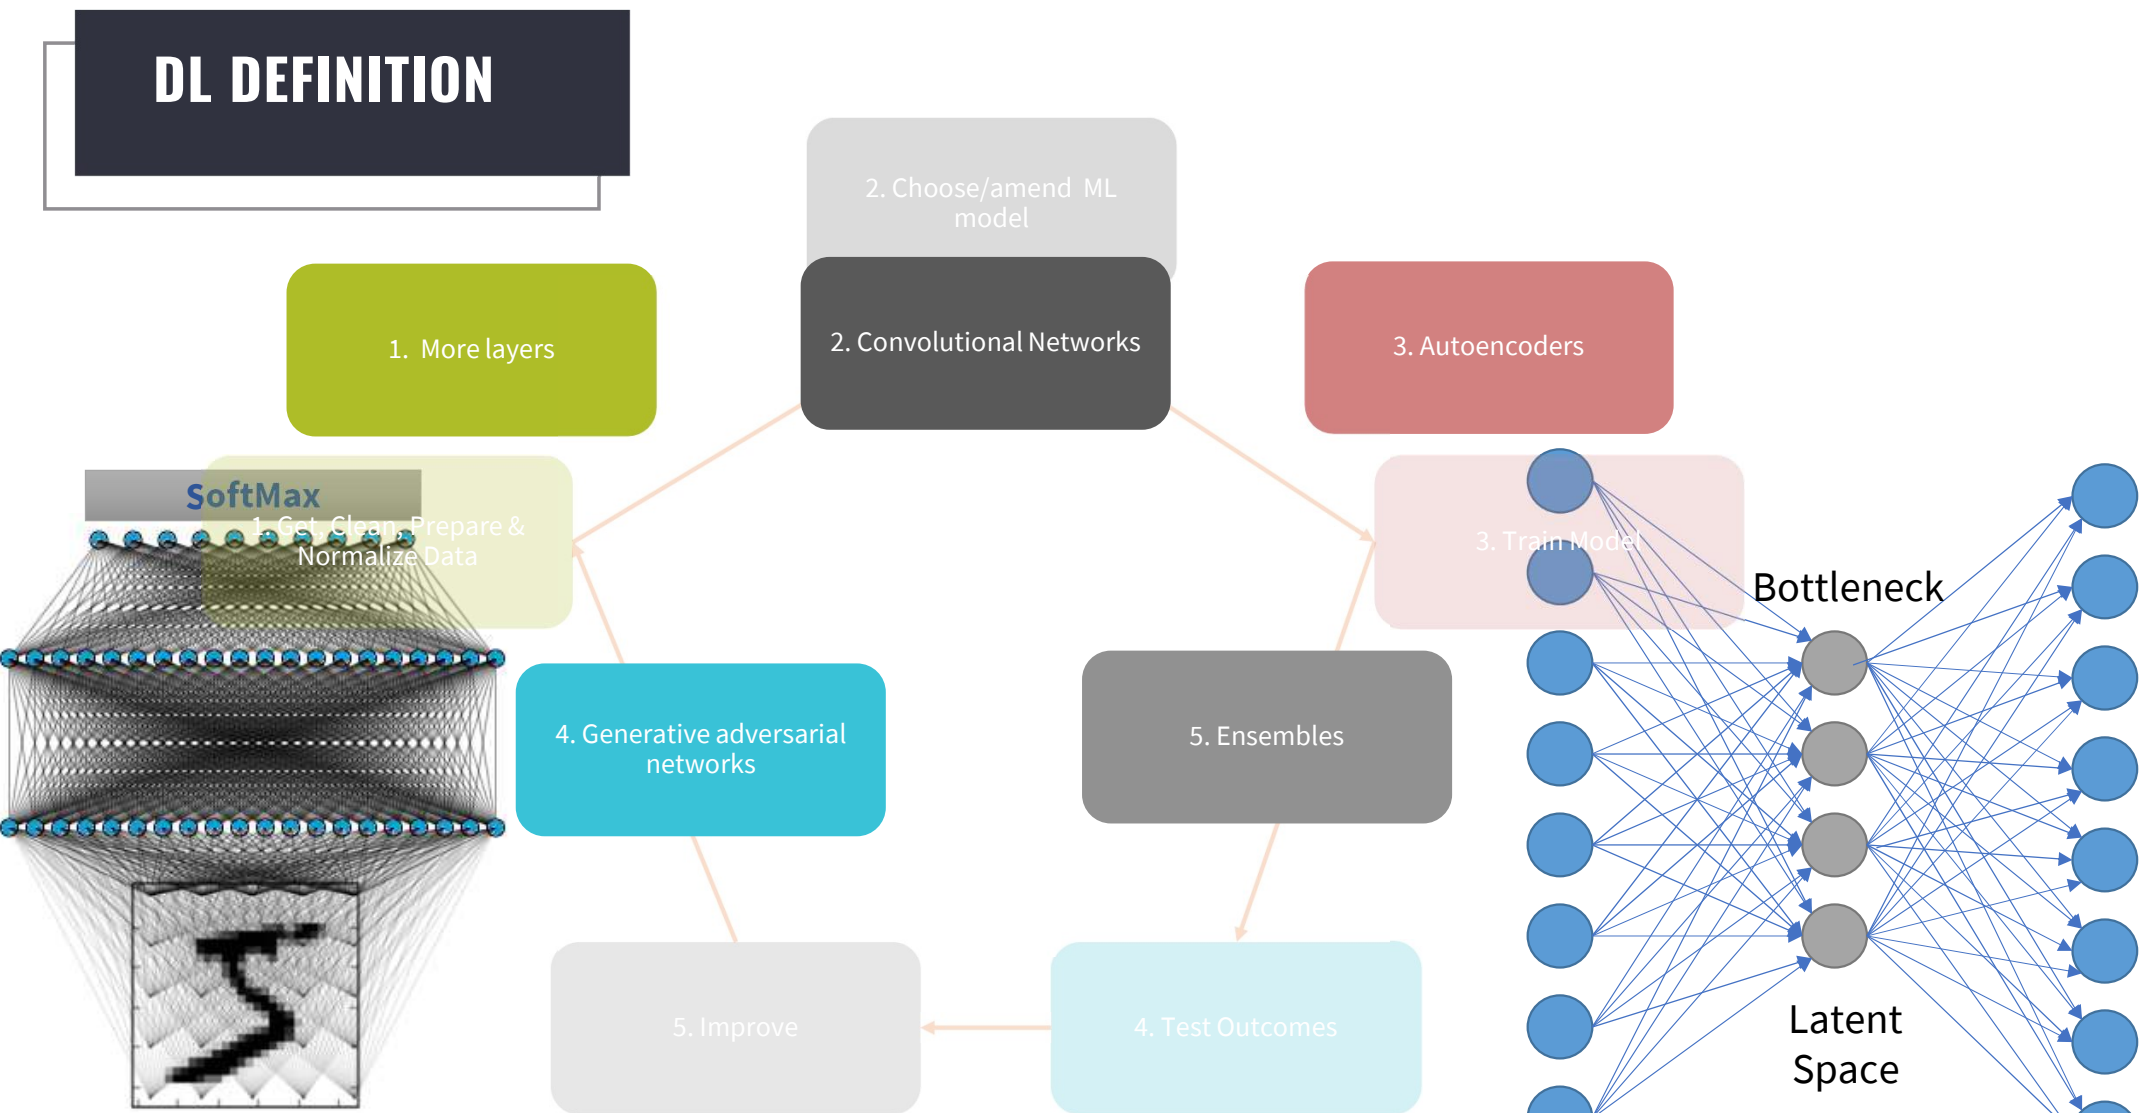 DL DEFINITION
2. Choose/amend ML
model
1. More layers
2. Convolutional Networks
3. Autoencoders
SoftMax
1. Get, Clean, Prepare &
Normalize Data
3. Train Model
Bottleneck
4. Generative adversarial
networks
5. Ensembles
5. Improve
4. Test Outcomes
Latent
Space